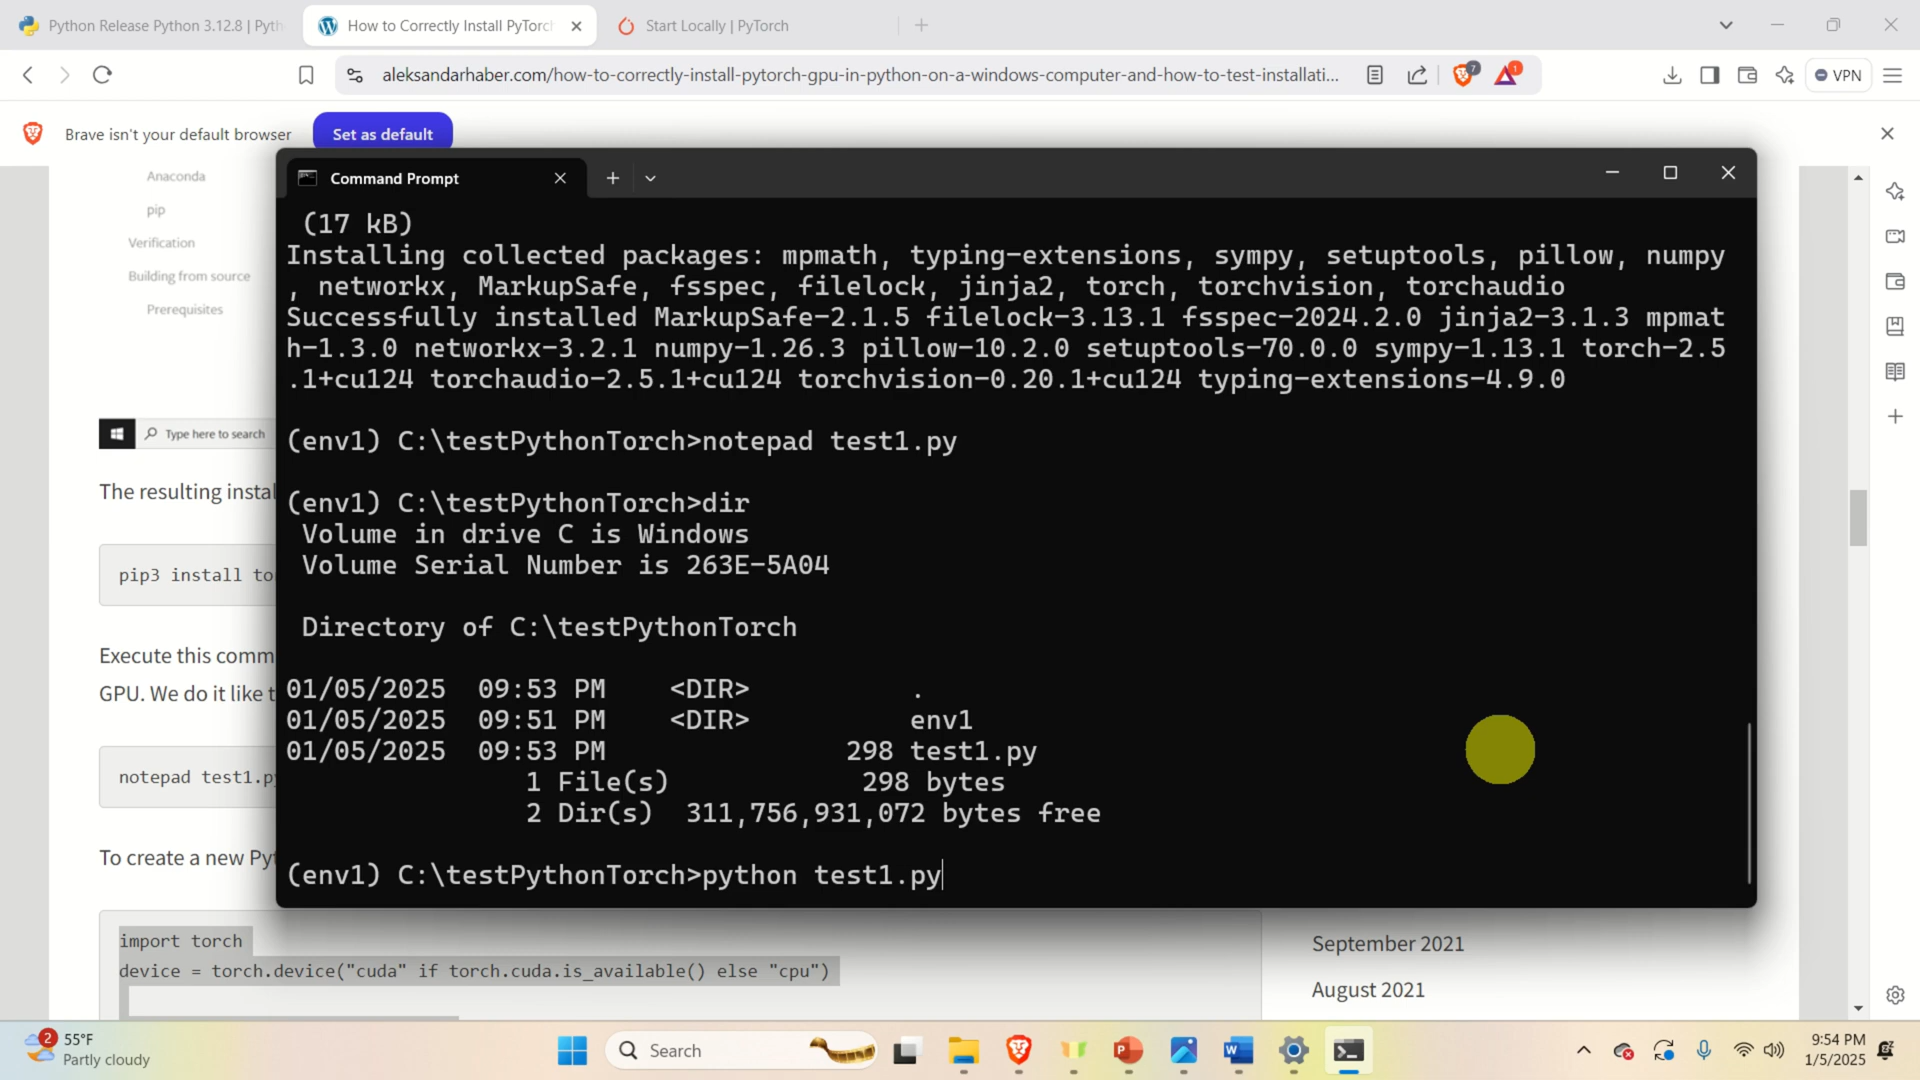 Python Release Python 3.12.8 | Pyth
How to Correctly Install PyTorch
Start Locally | PyTorch
aleksandarhaber.com/how-to-correctly-install-pytorch-gpu-in-python-on-a-windows-computer-and-how-to-test-installati...
7
1
VPN
Brave isn't your default browser
Set as default
Anaconda
pip
Verification
Building from source
Prerequisites
Type here to search
The resulting instal
pip3 install to
Execute this comm
GPU. We do it like t
notepad test1.py
To create a new Pyt
Command Prompt
(17 kB)
Installing collected packages: mpmath, typing-extensions, sympy, setuptools, pillow, numpy
, networkx, MarkupSafe, fsspec, filelock, jinja2, torch, torchvision, torchaudio
Successfully installed MarkupSafe-2.1.5 filelock-3.13.1 fsspec-2024.2.0 jinja2-3.1.3 mpmat
h-1.3.0 networkx-3.2.1 numpy-1.26.3 pillow-10.2.0 setuptools-70.0.0 sympy-1.13.1 torch-2.5
.1+cu124 torchaudio-2.5.1+cu124 torchvision-0.20.1+cu124 typing-extensions-4.9.0
(env1) C:\testPythonTorch>notepad test1.py
(env1) C:\testPythonTorch>dir
Volume in drive C is Windows
Volume Serial Number is 263E-5A04
Directory of C:\testPythonTorch
01/05/2025 09:53 PM <DIR> .
01/05/2025 09:51 PM <DIR> env1
01/05/2025 09:53 PM 298 test1.py
1 File(s) 298 bytes
2 Dir(s) 311,756,931,072 bytes free
(env1) C:\testPythonTorch>python test1.py
import torch
device = torch.device("cuda" if torch.cuda.is_available() else "cpu")
September 2021
August 2021
2
55°F
Partly cloudy
Search
9:54 PM
1/5/2025